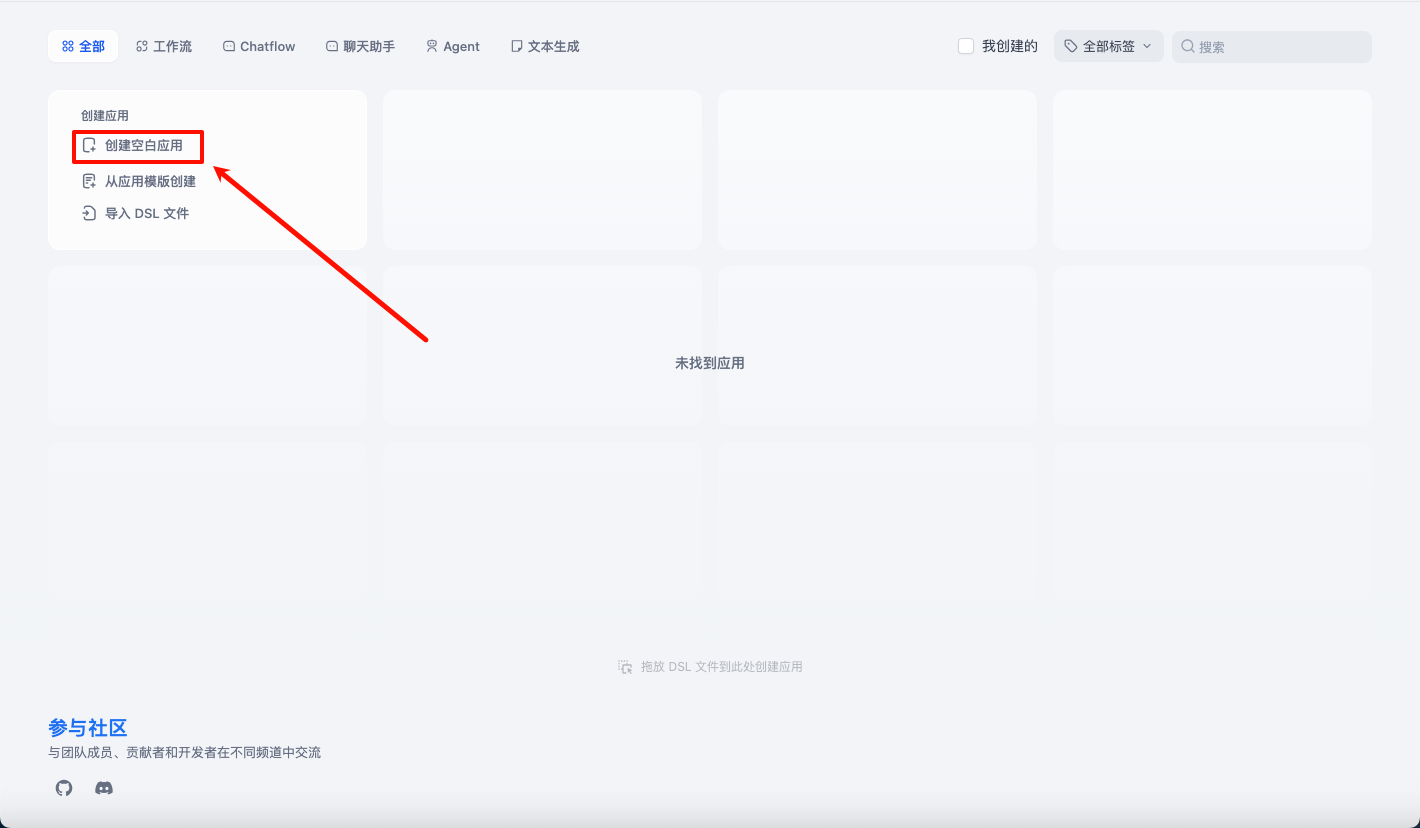 全部 工作流 Chatflow 聊天助手 Agent 文本生成 我创建的 全部标签 搜索
创建应用
创建空白应用
从应用模版创建
导入 DSL 文件
未找到应用
拖放 DSL 文件到此处创建应用
参与社区
与团队成员、贡献者和开发者在不同频道中交流